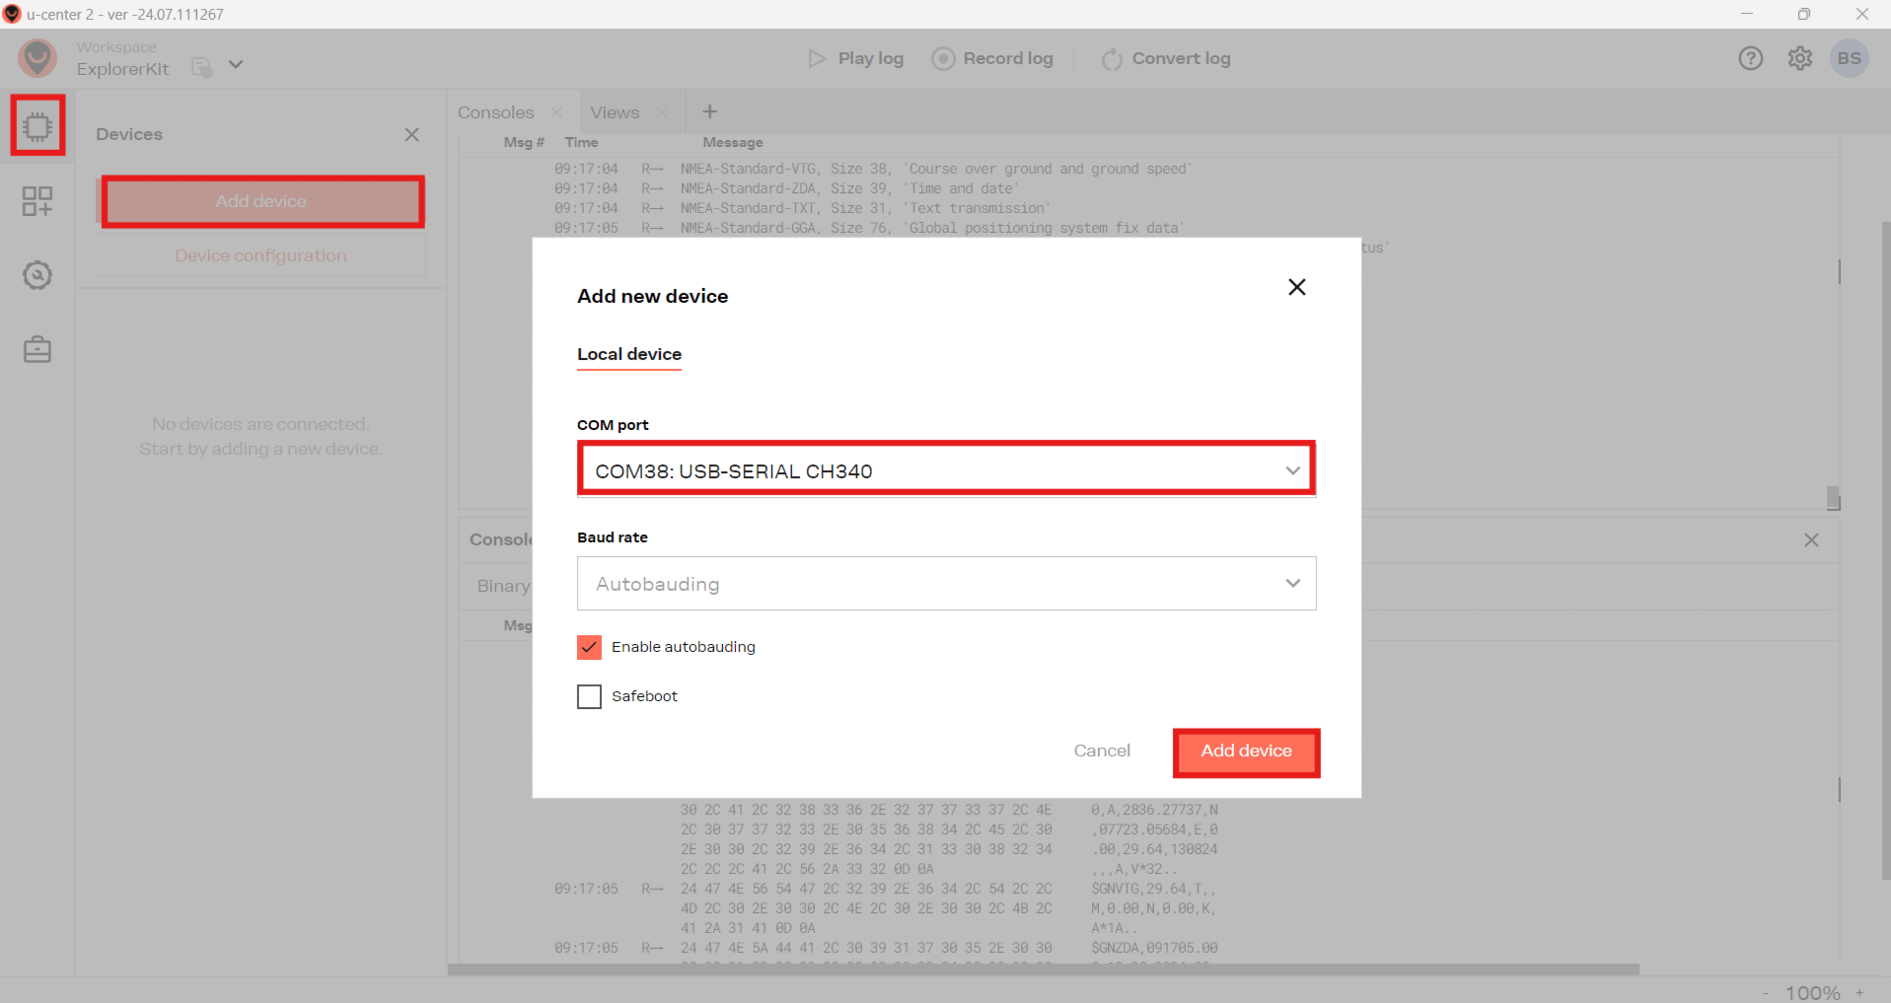 u-center 2 - ver -24.07.111267
Workspace
ExplorerKit
Play log
Record log
Convert log
BS
Devices
Add device
Device configuration
No devices are connected.
Start by adding a new device.
Consoles
Views
Msg # Time Message
09:17:04 R→ NMEA-Standard-VTG, Size 38, 'Course over ground and ground speed'
09:17:04 R→ NMEA-Standard-ZDA, Size 39, 'Time and date'
09:17:04 R→ NMEA-Standard-TXT, Size 31, 'Text transmission'
09:17:05 R→ NMEA-Standard-GGA, Size 76, 'Global positioning system fix data'
tus'
Add new device
Local device
COM port
COM38: USB-SERIAL CH340
Baud rate
Autobauding
Enable autobauding
Safeboot
Cancel
Add device
Consol
Binary
Msg
30 2C 41 2C 32 38 33 36 2E 32 37 37 33 37 2C 4E 0,A,2836.27737,N
2C 30 37 37 32 33 2E 30 35 36 38 34 2C 45 2C 30 ,07723.05684,E,0
2E 30 30 2C 32 39 2E 36 34 2C 31 33 30 38 32 34 .00,29.64,130824
2C 2C 2C 41 2C 56 2A 33 32 0D 0A ,,,A,V*32..
09:17:05 R→ 24 47 4E 56 54 47 2C 32 39 2E 36 34 2C 54 2C 2C $GNVTG,29.64,T,,
4D 2C 30 2E 30 30 2C 4E 2C 30 2E 30 30 2C 4B 2C M,0.00,N,0.00,K,
41 2A 31 41 0D 0A A*1A..
09:17:05 R→ 24 47 4E 5A 44 41 2C 30 39 31 37 30 35 2E 30 30 $GNZDA,091705.00
- 100% +